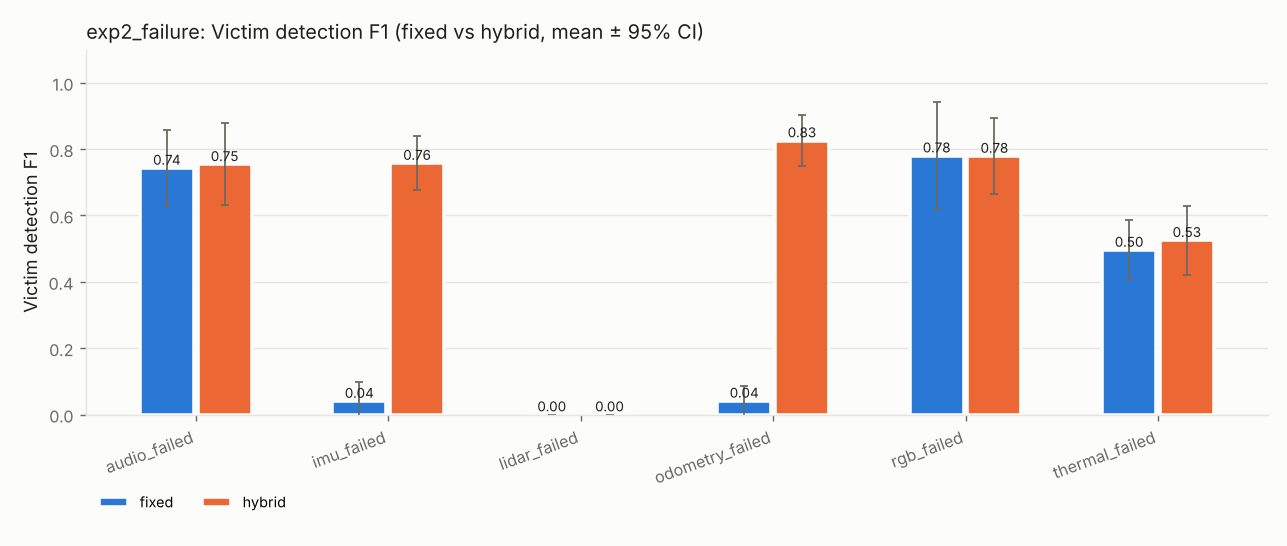 exp2_failure: Victim detection F1 (fixed vs hybrid, mean ± 95% CI)
Victim detection F1
1.0
0.8
0.6
0.4
0.2
0.0
0.74
0.75
0.04
0.76
0.00
0.00
0.04
0.83
0.78
0.78
0.50
0.53
audio_failed
imu_failed
lidar_failed
odometry_failed
rgb_failed
thermal_failed
fixed
hybrid